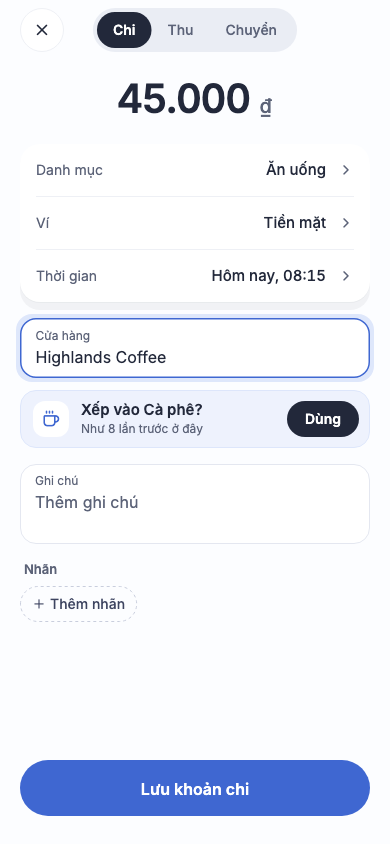 Chi
Thu
Chuyển
45.000 đ
Danh mục
Ăn uống
Ví
Tiền mặt
Thời gian
Hôm nay, 08:15
Cửa hàng
Highlands Coffee
Xếp vào Cà phê?
Như 8 lần trước ở đây
Dùng
Ghi chú
Thêm ghi chú
Nhãn
+ Thêm nhãn
Lưu khoản chi